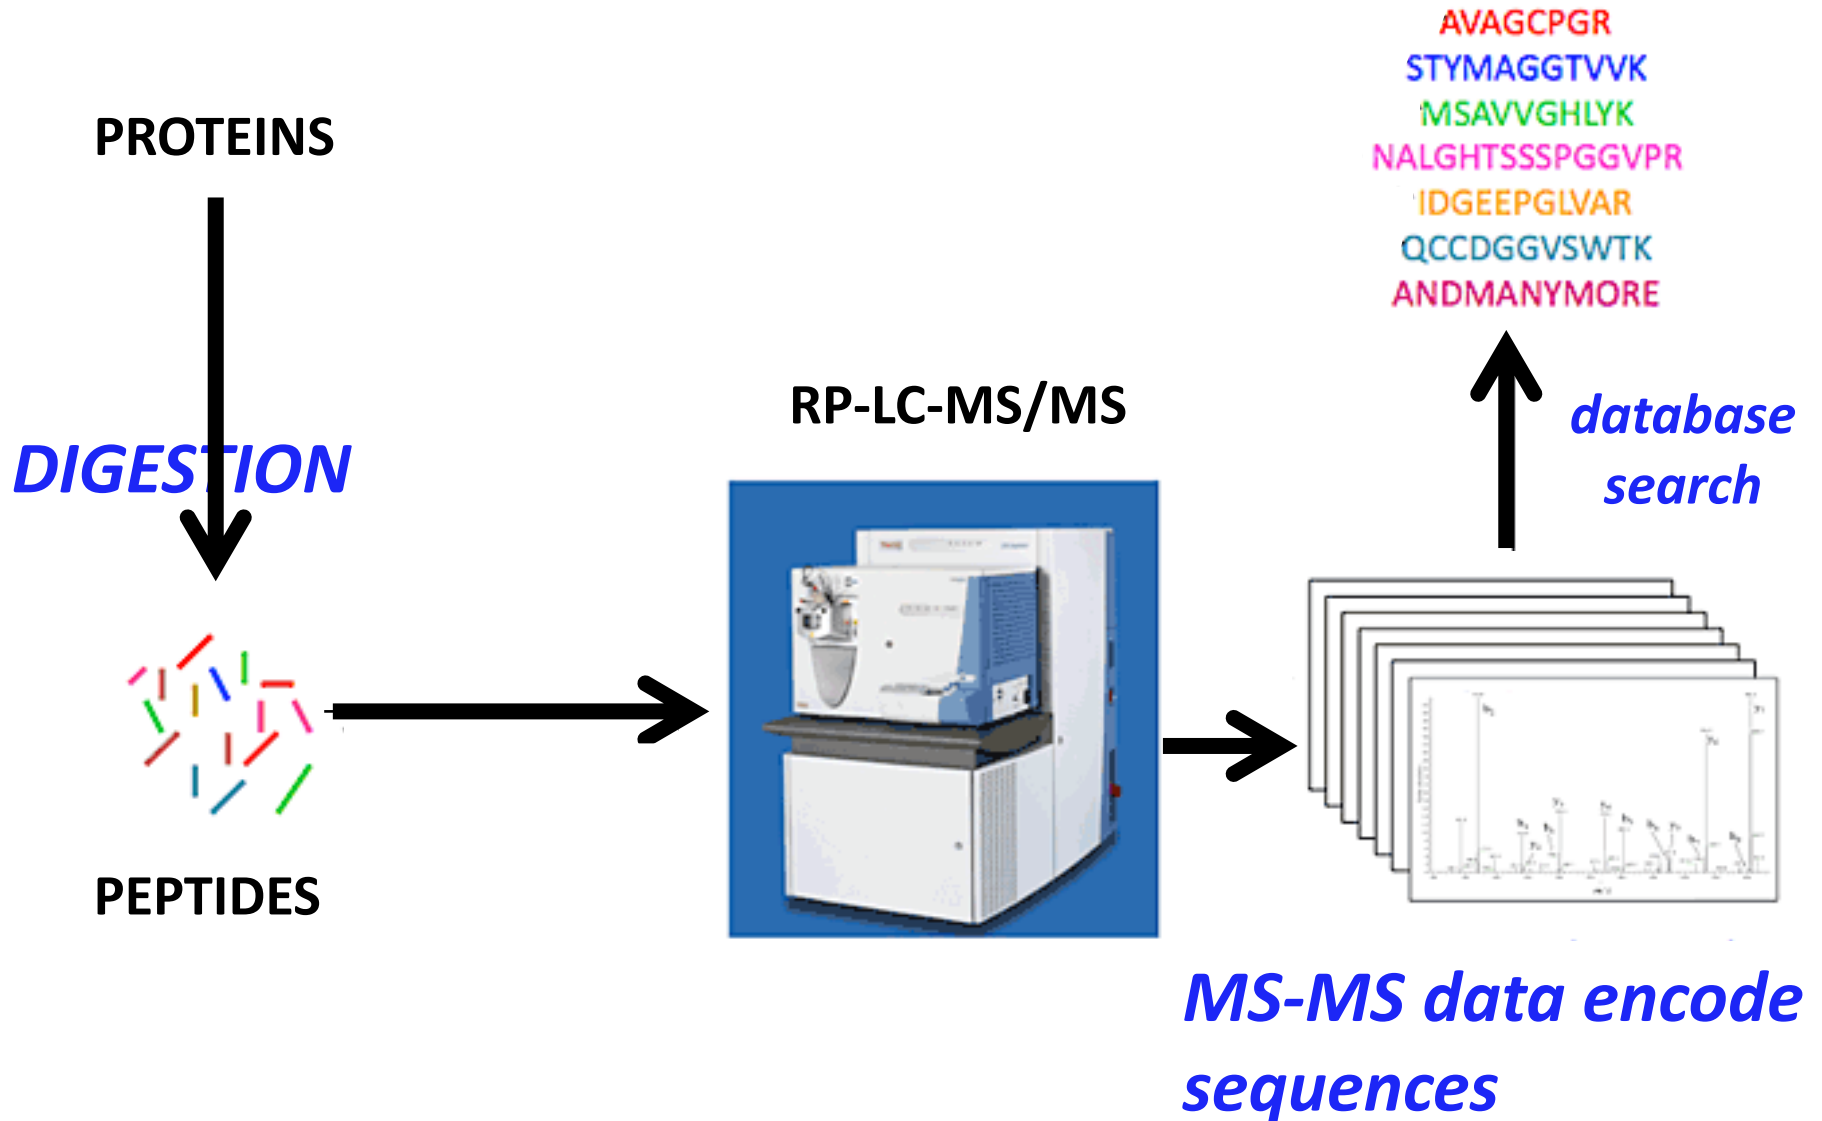 PROTEINS
DIGESTION
PEPTIDES
RP-LC-MS/MS
AVAGCPGR
STYMAGGTVVK
MSAVVGHLYK
NALGHTSSSPGGVPR
IDGEEPGLVAR
QCCDGGVSWTK
ANDMANYMORE
database
search
MS-MS data encode
sequences